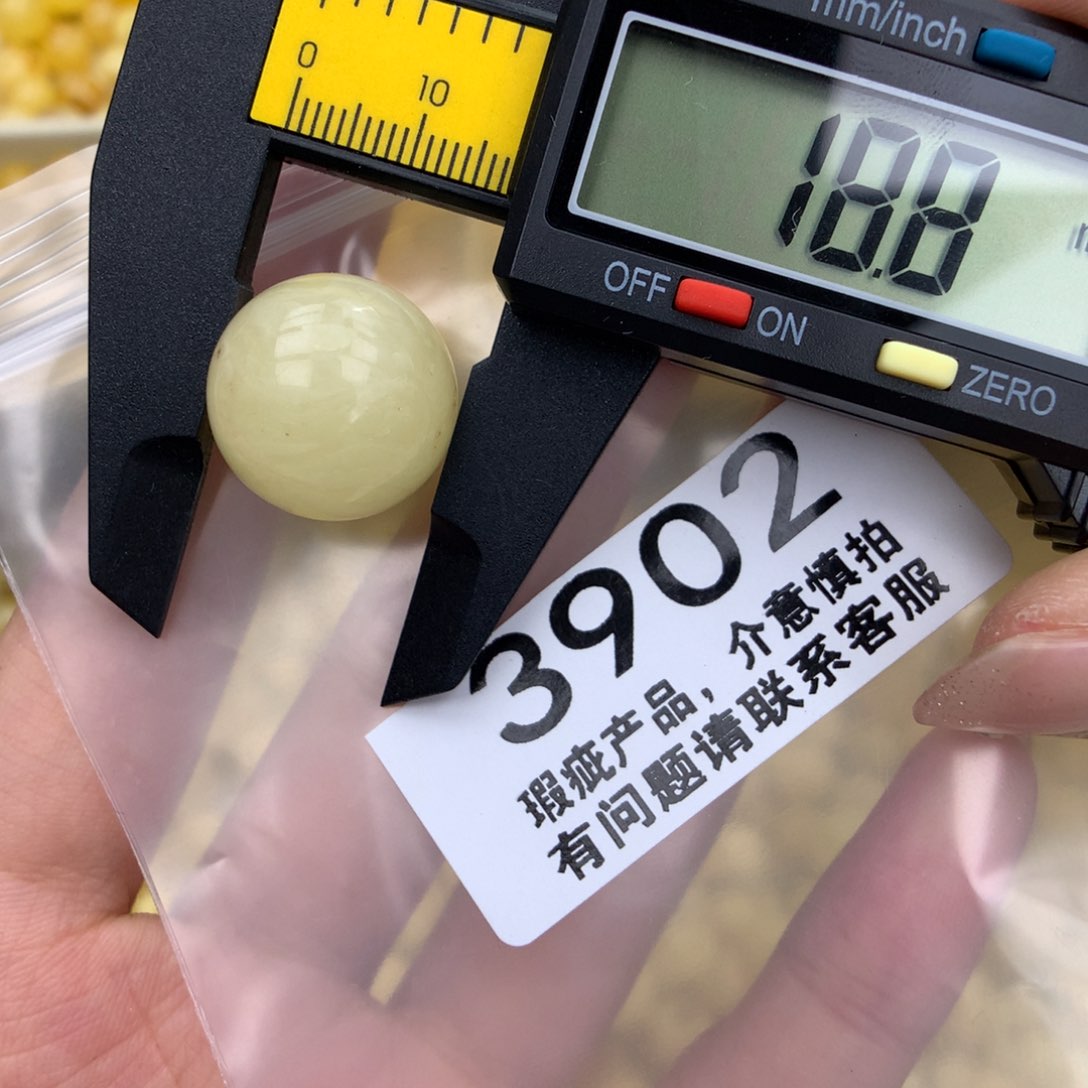 mm/inch
0
10
18.8
OFF
ON
ZERO
3902
瑕疵产品，介意慎拍
有问题请联系客服